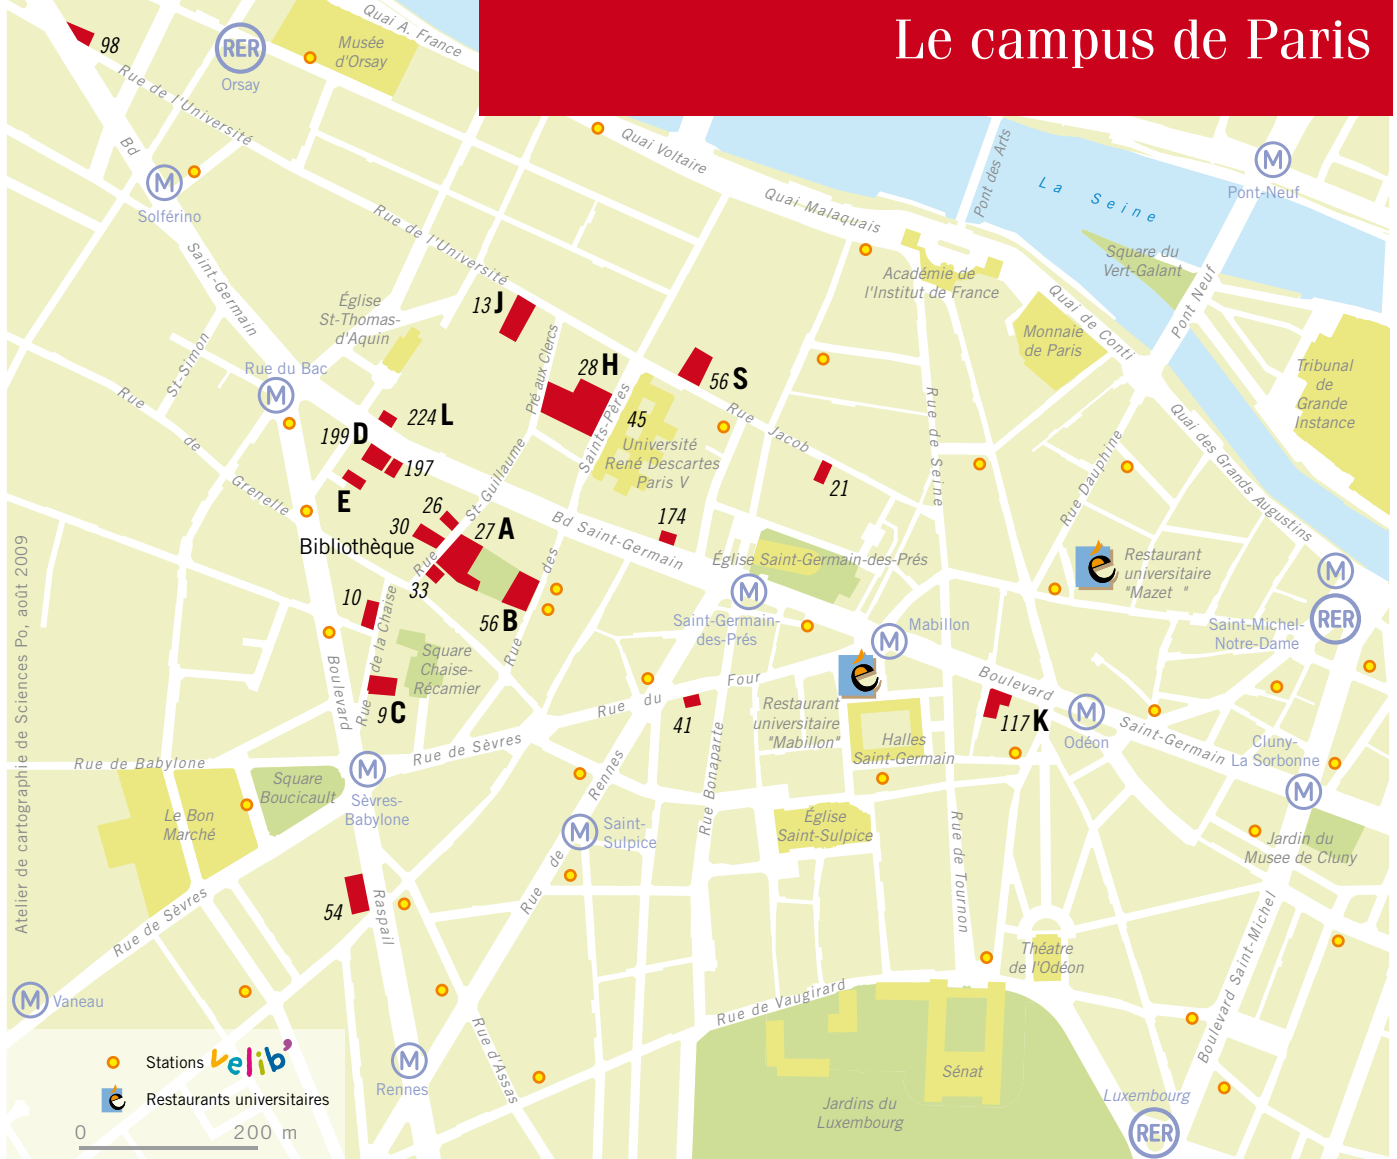 Le campus de Paris
98
RER
Orsay
Musée
d'Orsay
Quai A. France
Rue de l'Université
Bd
M
Solférino
Saint-Germain
Quai Voltaire
Quai Malaquais
Pont des Arts
La Seine
M
Pont-Neuf
Square du
Vert-Galant
Pont Neuf
Académie de
l'Institut de France
Quai de Conti
Monnaie
de Paris
Tribunal
de
Grande
Instance
Rue de l'Université
Église
St-Thomas-
d'Aquin
13 J
Pré aux Clercs
28 H
Saints-Pères
56 S
45
Université
René Descartes
Paris V
Rue Jacob
21
Rue de Seine
Rue Dauphine
Quai des Grands Augustins
St-Simon
Rue du Bac
M
Rue de Grenelle
224 L
199 D
197
E
St-Guillaume
26
30
27 A
Bibliothèque
Rue
33
des
56 B
Rue
Bd Saint-Germain
174
Église Saint-Germain-des-Prés
M
Saint-Germain-
des-Prés
Restaurant
universitaire
"Mazet "
M
RER
Saint-Michel-
Notre-Dame
M
Mabillon
10
Rue de la Chaise
Square
Chaise-
Récamier
9 C
Boulevard
Rue du Four
41
Restaurant
universitaire
"Mabillon"
Halles
Saint-Germain
Boulevard
117 K
M
Odéon
Saint-Germain
Cluny-
La Sorbonne
M
Jardin du
Musee de Cluny
Rue de Babylone
Square
Boucicault
M
Sèvres-
Babylone
Rue de Sèvres
Le Bon
Marché
Rue de Rennes
M
Saint-
Sulpice
Rue Bonaparte
Église
Saint-Sulpice
Rue de Tournon
Théatre
de l'Odéon
Boulevard Saint-Michel
54
Raspail
Rue de Sèvres
M
Vaneau
Rue de Vaugirard
Sénat
Jardins du
Luxembourg
Luxembourg
RER
Rue d'Assas
M
Rennes
Stations velib'
Restaurants universitaires
0 200 m
Atelier de cartographie de Sciences Po, août 2009